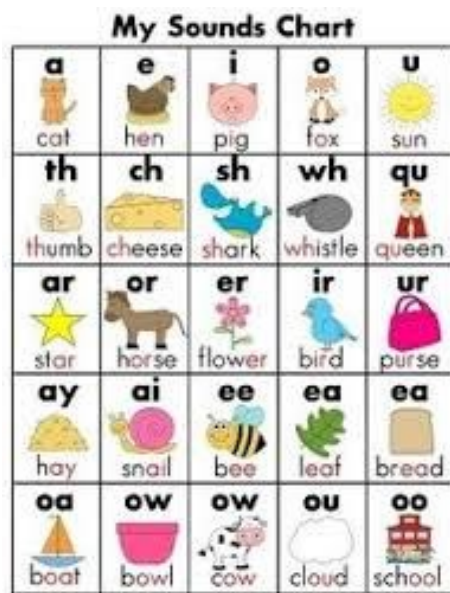 My Sounds Chart
a e i o u
cat hen pig fox sun
th ch sh wh qu
thumb cheese shark whistle queen
ar or er ir ur
star horse flower bird purse
ay ai ee ea ea
hay snail bee leaf bread
oa ow ow ou oo
boat bowl cow cloud school